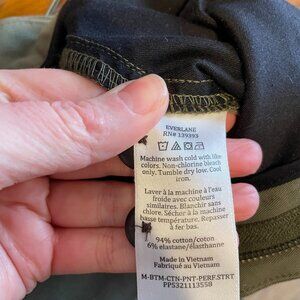 EVERLANE
RN# 139393
Machine wash cold with like
colors. Non-chlorine bleach
only. Tumble dry low. Cool
iron.
Laver à la machine à l'eau
froide avec couleurs
similaires. Blanchir sans
chlore. Sécher à la machine
basse température. Repasser
à fer bas.
94% cotton/coton
6% elastane/élasthanne
Made in Vietnam
Fabriqué au Vietnam
M-BTM-CTN-PNT-PERF.STRT
PP5321113558